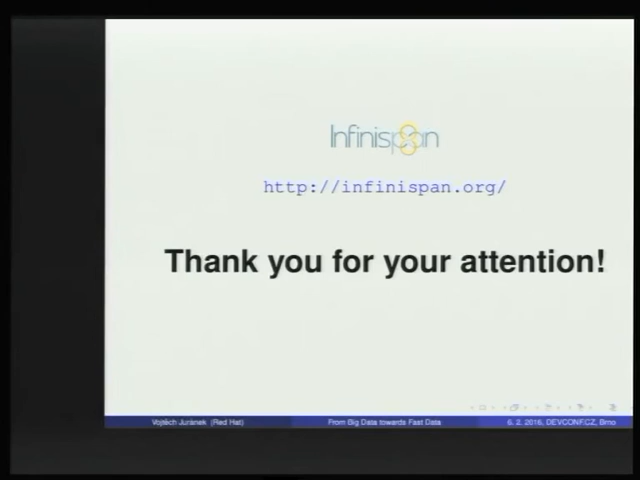 Infinispan
http://infinispan.org/
Thank you for your attention!
Vojtěch Juránek (Red Hat)
From Big Data towards Fast Data
6. 2. 2016, DEVCONF.CZ, Brno